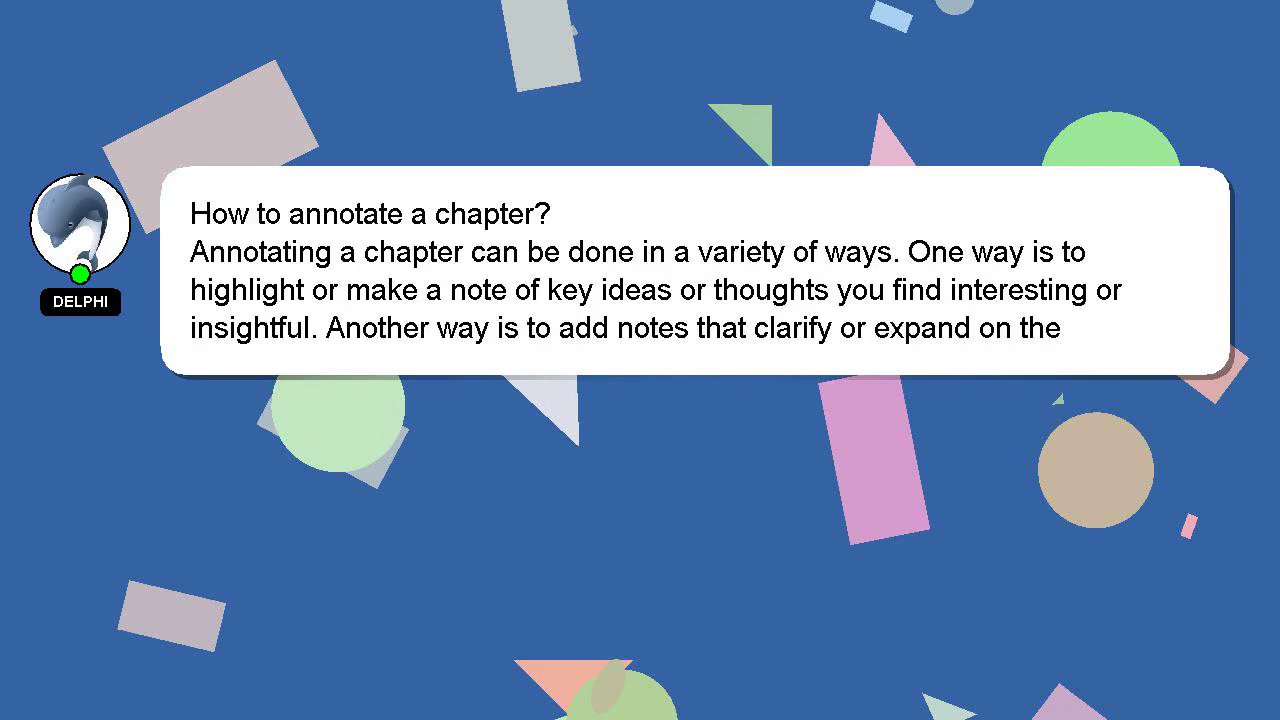 How to annotate a chapter?
Annotating a chapter can be done in a variety of ways. One way is to
highlight or make a note of key ideas or thoughts you find interesting or
insightful. Another way is to add notes that clarify or expand on the
DELPHI